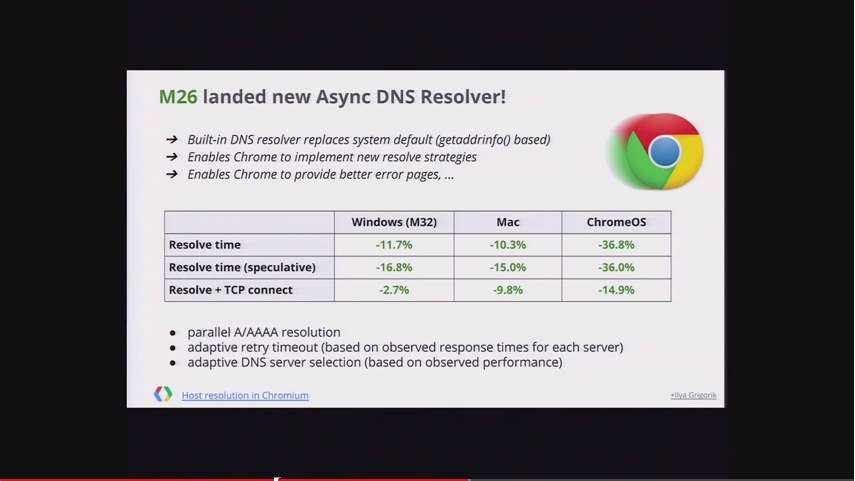 M26 landed new Async DNS Resolver!
➔ Built-in DNS resolver replaces system default (getaddrinfo() based)
➔ Enables Chrome to implement new resolve strategies
➔ Enables Chrome to provide better error pages, ...
Windows (M32) Mac ChromeOS
Resolve time -11.7% -10.3% -36.8%
Resolve time (speculative) -16.8% -15.0% -36.0%
Resolve + TCP connect -2.7% -9.8% -14.9%
● parallel A/AAAA resolution
● adaptive retry timeout (based on observed response times for each server)
● adaptive DNS server selection (based on observed performance)
Host resolution in Chromium
+Ilya Grigorik